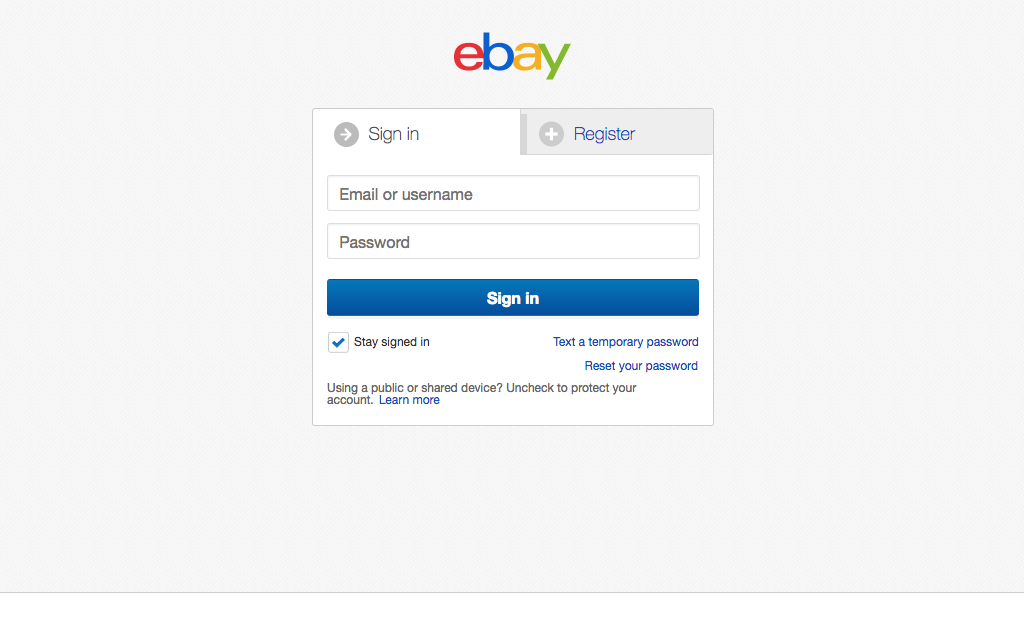 ebay
Sign in
Register
Email or username
Password
Sign in
Stay signed in
Text a temporary password
Reset your password
Using a public or shared device? Uncheck to protect your
account. Learn more